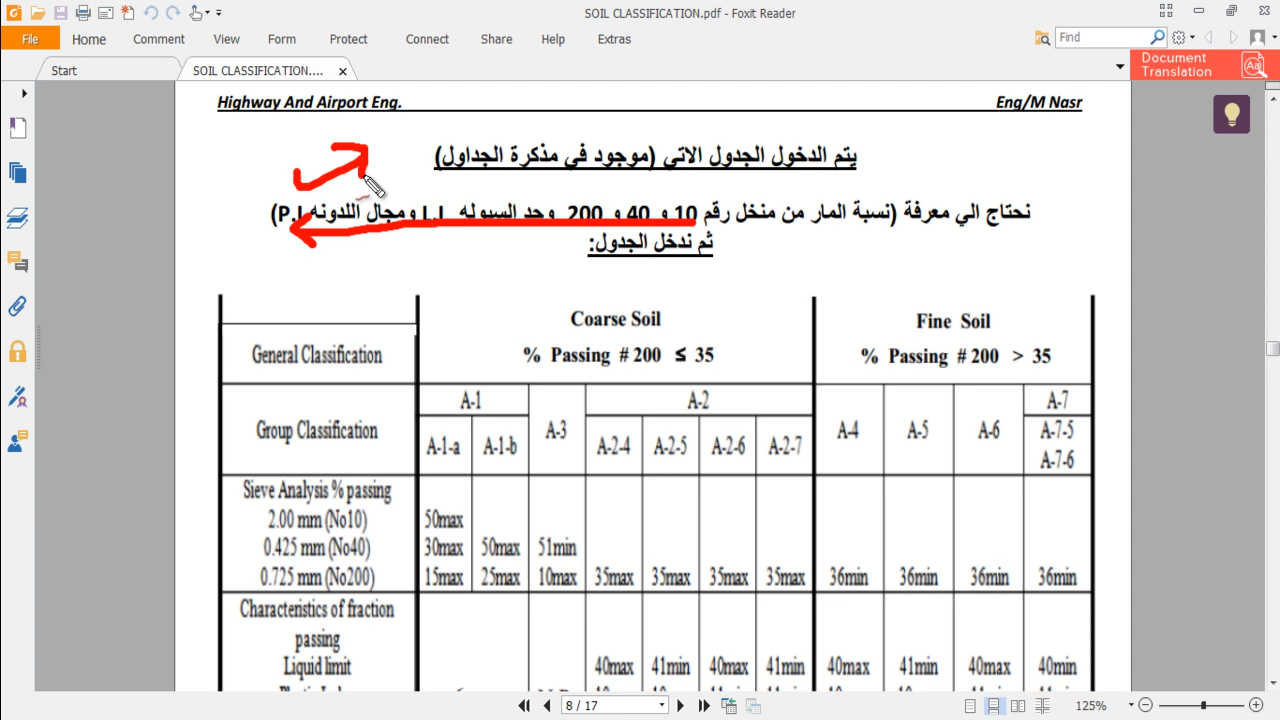 SOIL CLASSIFICATION.pdf - Foxit Reader
File Home Comment View Form Protect Connect Share Help Extras Find
Start SOIL CLASSIFICATION.... Document Translation
Highway And Airport Eng. Eng/M Nasr
يتم الدخول الجدول الاتي (موجود في مذكرة الجداول)
نحتاج الي معرفة (نسبة المار من منخل رقم 10 و 40 و 200 وحد السيوله L.L ومجال اللدونه P.I)
ثم ندخل الجدول:
Coarse Soil Fine Soil
General Classification % Passing # 200 ≤ 35 % Passing # 200 > 35
A-1 A-2 A-7
Group Classification A-1-a A-1-b A-3 A-2-4 A-2-5 A-2-6 A-2-7 A-4 A-5 A-6 A-7-5
A-7-6
Sieve Analysis % passing
2.00 mm (No10) 50max
0.425 mm (No40) 30max 50max 51min
0.725 mm (No200) 15max 25max 10max 35max 35max 35max 35max 36min 36min 36min 36min
Characteristics of fraction
passing
Liquid limit 40max 41min 40max 41min 40max 41min 40max 40min
8 / 17 125%